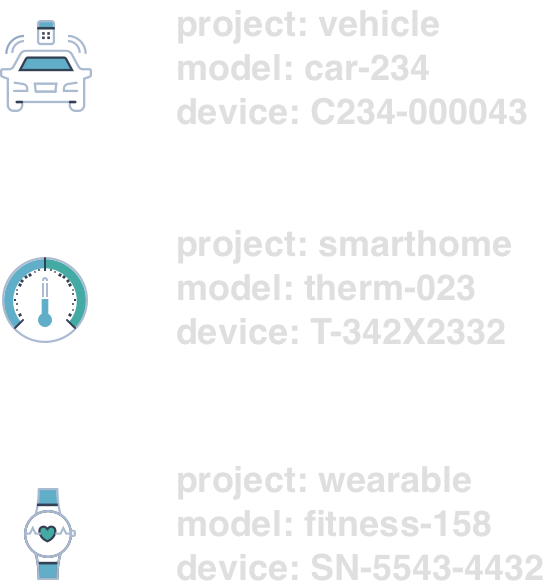 project: vehicle
model: car-234
device: C234-000043
project: smarthome
model: therm-023
device: T-342X2332
project: wearable
model: fitness-158
device: SN-5543-4432